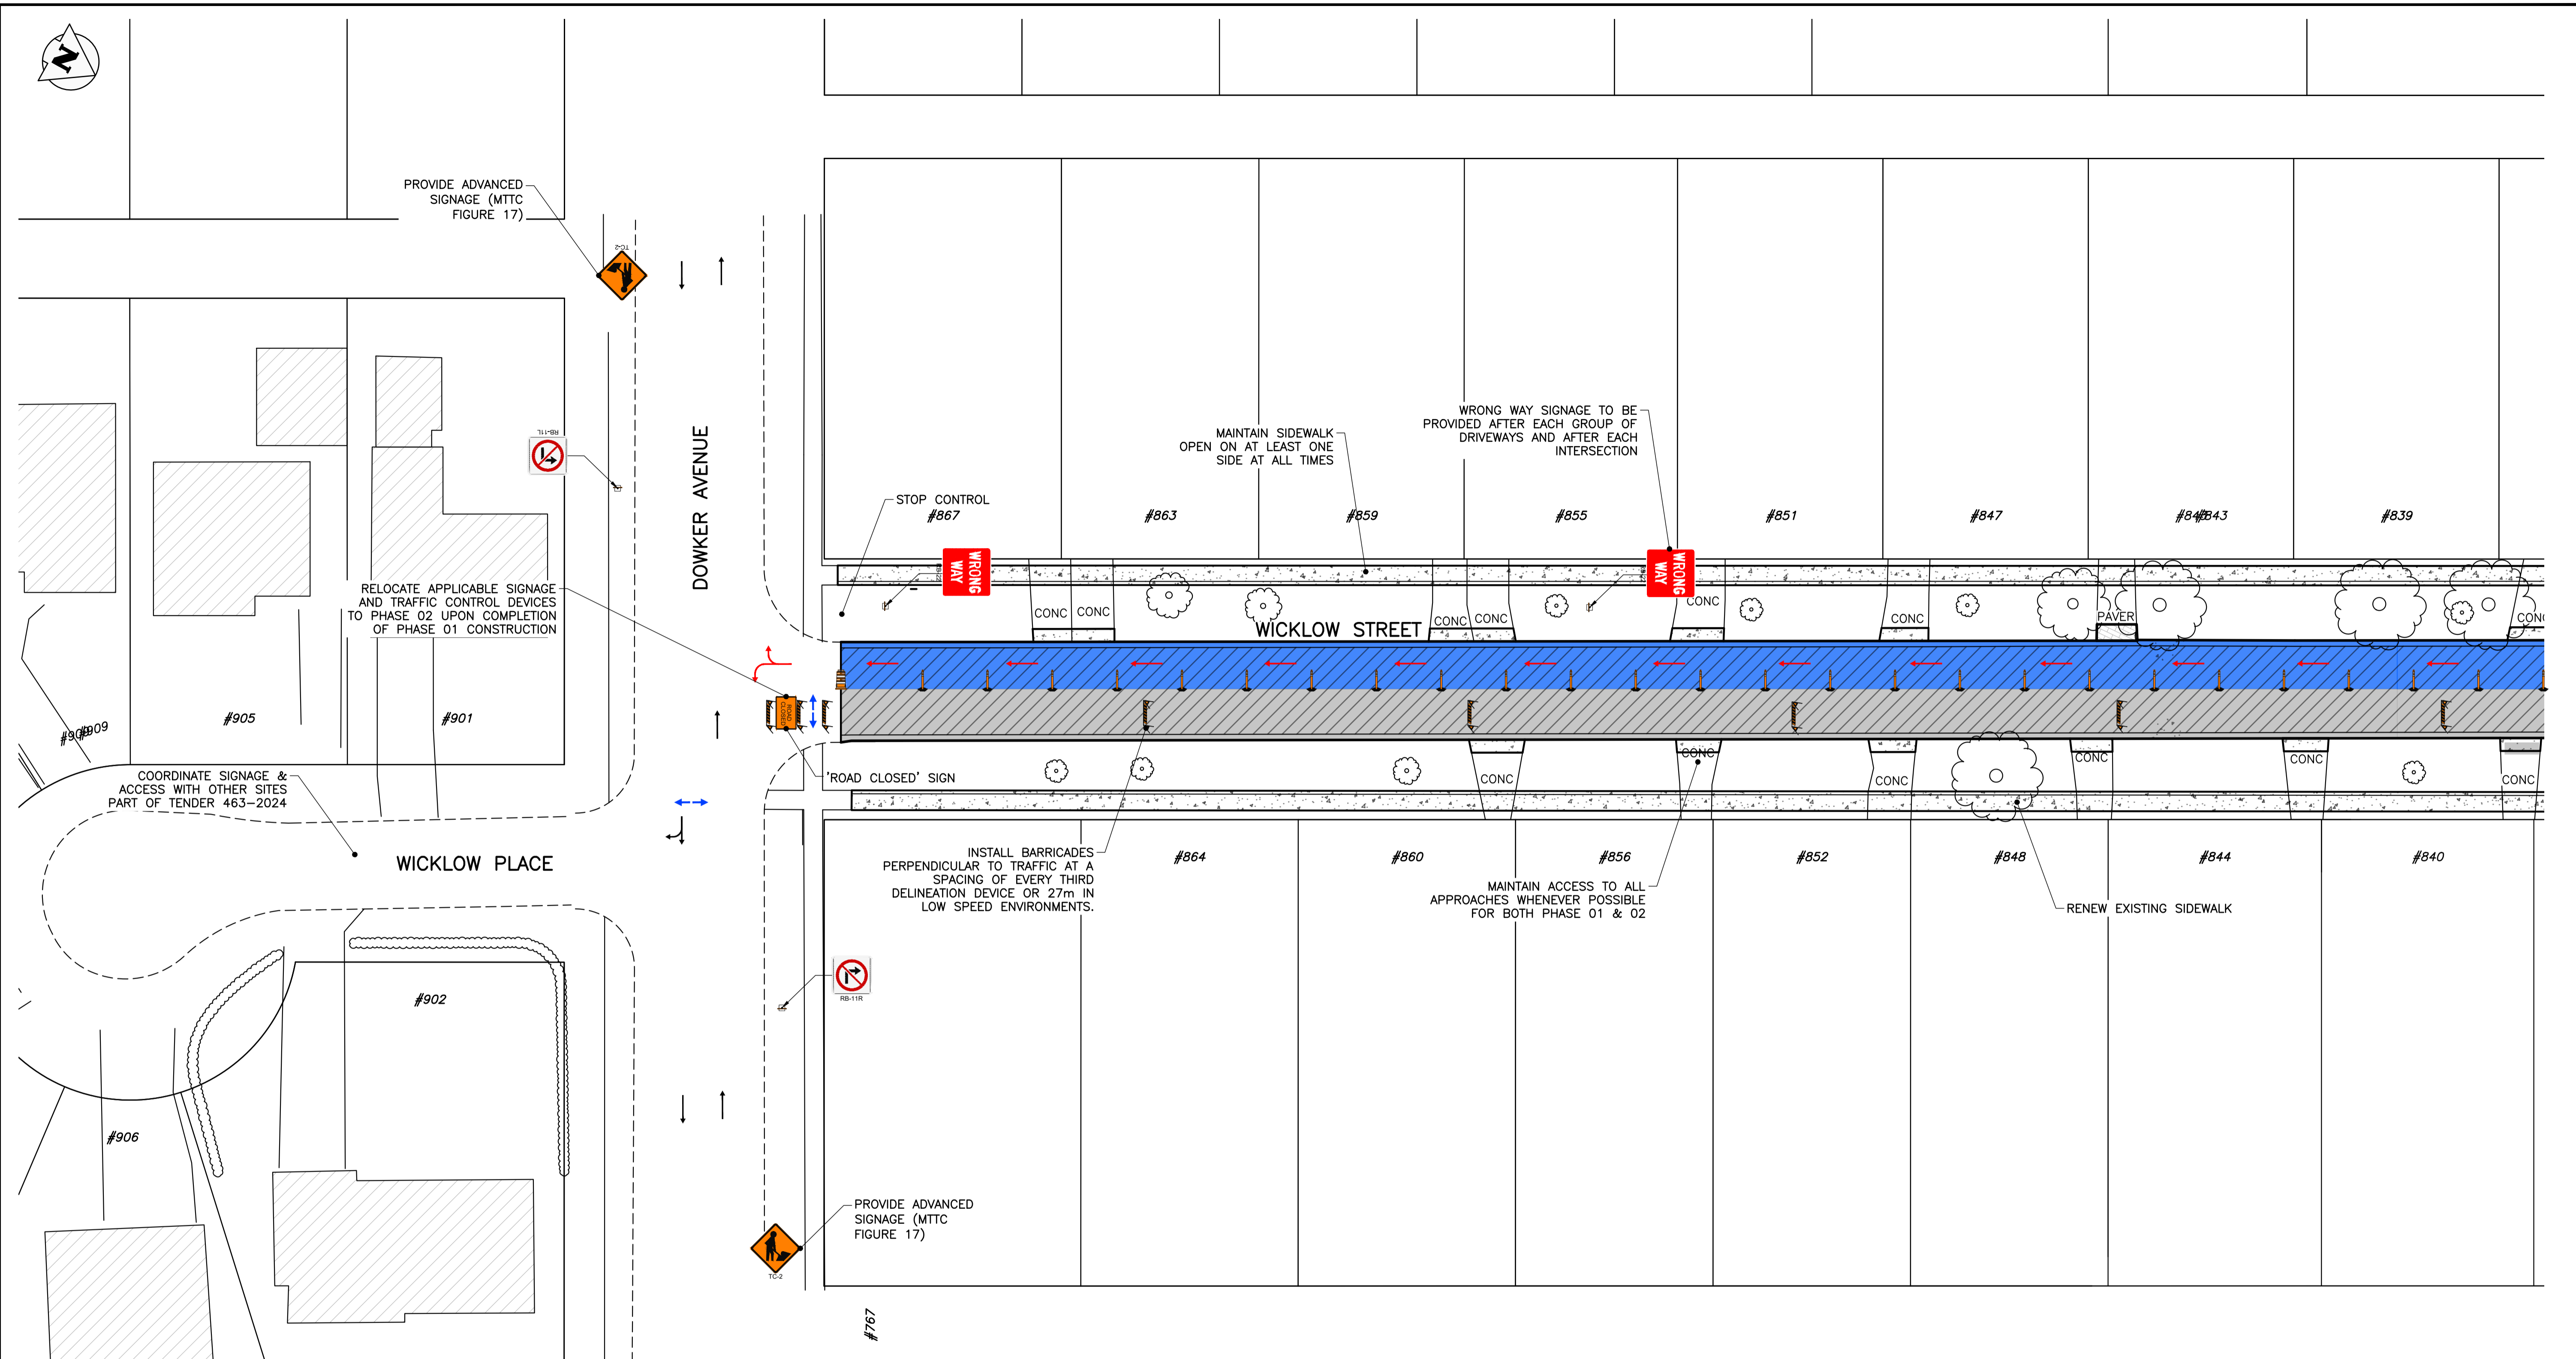 N
PROVIDE ADVANCED
SIGNAGE (MTTC
FIGURE 17)
TC-2
RB-11L
DOWKER AVENUE
MAINTAIN SIDEWALK
OPEN ON AT LEAST ONE
SIDE AT ALL TIMES
WRONG WAY SIGNAGE TO BE
PROVIDED AFTER EACH GROUP OF
DRIVEWAYS AND AFTER EACH
INTERSECTION
STOP CONTROL
#867
#863
#859
#855
#851
#847
#843
#839
WRONG
WAY
WRONG
WAY
RELOCATE APPLICABLE SIGNAGE
AND TRAFFIC CONTROL DEVICES
TO PHASE 02 UPON COMPLETION
OF PHASE 01 CONSTRUCTION
CONC
CONC
CONC
CONC
CONC
CONC
PAVER
CONC
WICKLOW STREET
ROAD
CLOSED
#909
#909
#905
#901
'ROAD CLOSED' SIGN
CONC
CONC
CONC
CONC
CONC
CONC
COORDINATE SIGNAGE &
ACCESS WITH OTHER SITES
PART OF TENDER 463-2024
WICKLOW PLACE
INSTALL BARRICADES
PERPENDICULAR TO TRAFFIC AT A
SPACING OF EVERY THIRD
DELINEATION DEVICE OR 27m IN
LOW SPEED ENVIRONMENTS.
#864
#860
#856
#852
#848
#844
#840
MAINTAIN ACCESS TO ALL
APPROACHES WHENEVER POSSIBLE
FOR BOTH PHASE 01 & 02
RENEW EXISTING SIDEWALK
#902
RB-11R
#906
PROVIDE ADVANCED
SIGNAGE (MTTC
FIGURE 17)
TC-2
#767